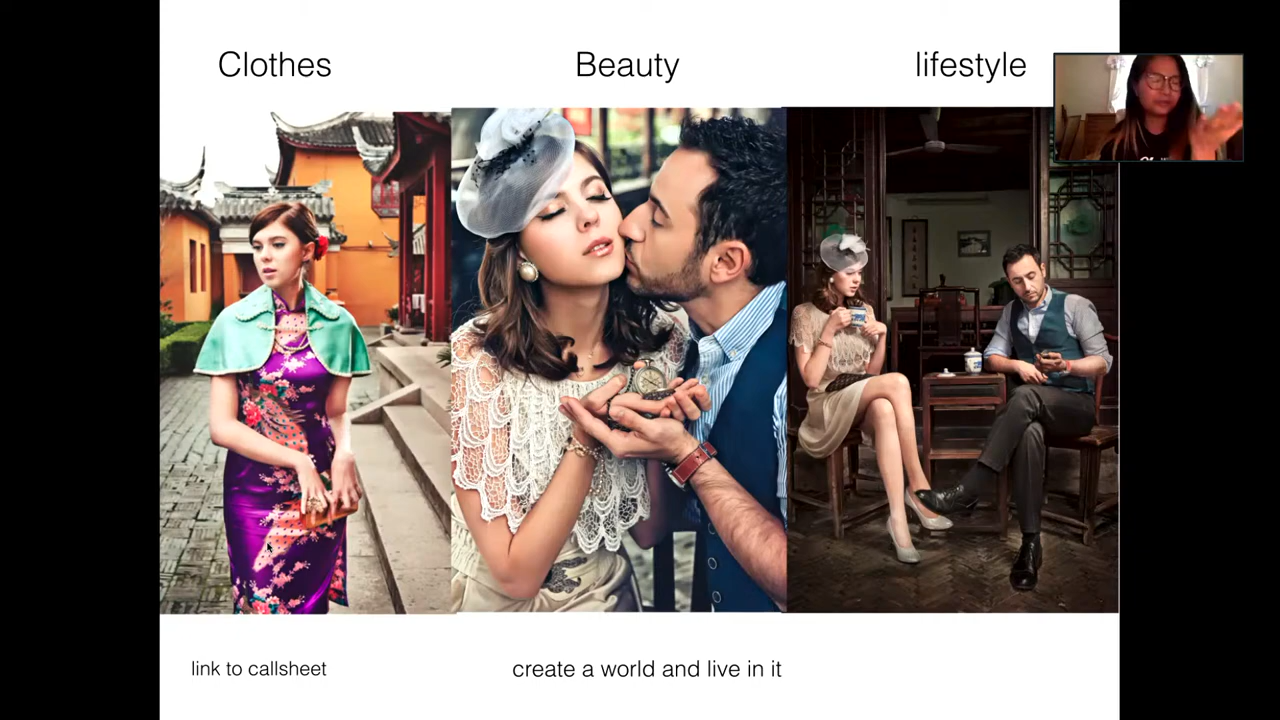 Clothes
Beauty
lifestyle
link to callsheet
create a world and live in it